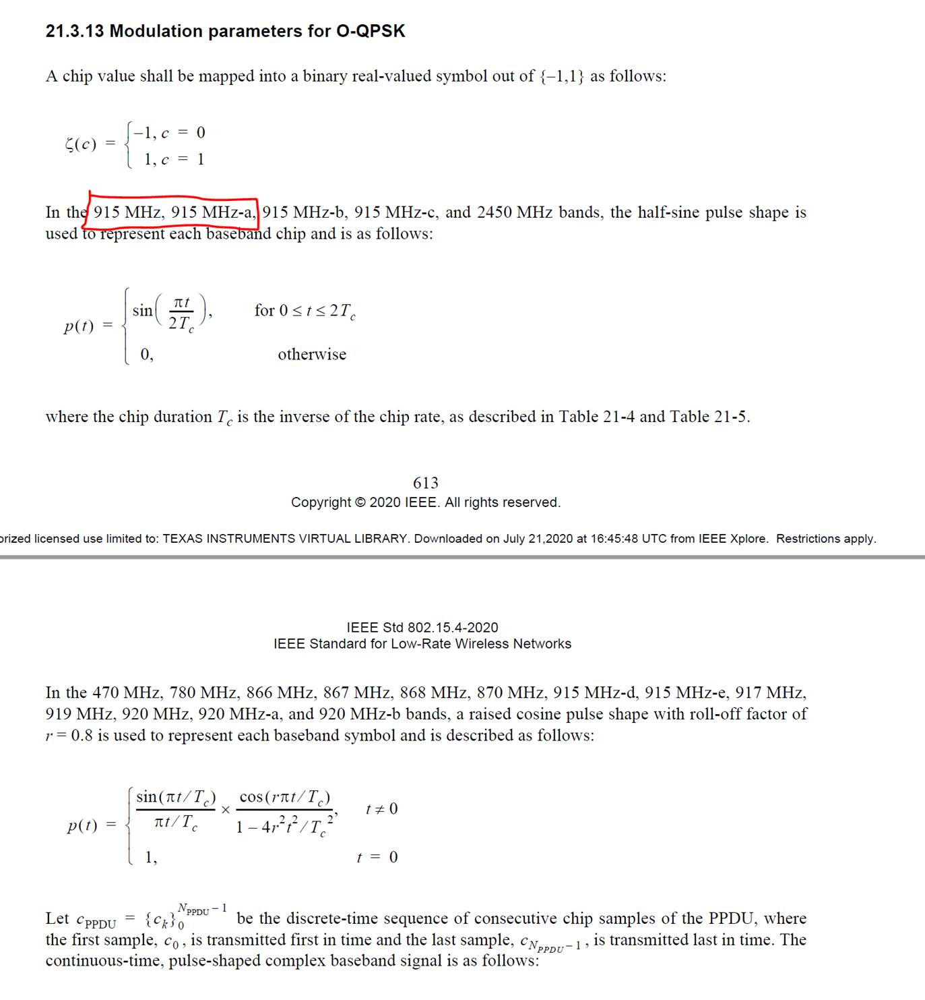 21.3.13 Modulation parameters for O-QPSK
A chip value shall be mapped into a binary real-valued symbol out of {–1,1} as follows:
ζ(c) = { –1, c = 0
1, c = 1
In the 915 MHz, 915 MHz-a, 915 MHz-b, 915 MHz-c, and 2450 MHz bands, the half-sine pulse shape is
used to represent each baseband chip and is as follows:
p(t) = { sin(πt / 2T_c), for 0 ≤ t ≤ 2T_c
0, otherwise
where the chip duration T_c is the inverse of the chip rate, as described in Table 21-4 and Table 21-5.
613
Copyright © 2020 IEEE. All rights reserved.
orized licensed use limited to: TEXAS INSTRUMENTS VIRTUAL LIBRARY. Downloaded on July 21,2020 at 16:45:48 UTC from IEEE Xplore. Restrictions apply.
IEEE Std 802.15.4-2020
IEEE Standard for Low-Rate Wireless Networks
In the 470 MHz, 780 MHz, 866 MHz, 867 MHz, 868 MHz, 870 MHz, 915 MHz-d, 915 MHz-e, 917 MHz,
919 MHz, 920 MHz, 920 MHz-a, and 920 MHz-b bands, a raised cosine pulse shape with roll-off factor of
r = 0.8 is used to represent each baseband symbol and is described as follows:
p(t) = { sin(πt/T_c) / πt/T_c × cos(rπt/T_c) / 1 – 4r²t²/T_c², t ≠ 0
1, t = 0
Let c_PPDU = {c_k}_0^{N_PPDU – 1} be the discrete-time sequence of consecutive chip samples of the PPDU, where
the first sample, c_0, is transmitted first in time and the last sample, c_{N_PPDU – 1}, is transmitted last in time. The
continuous-time, pulse-shaped complex baseband signal is as follows: